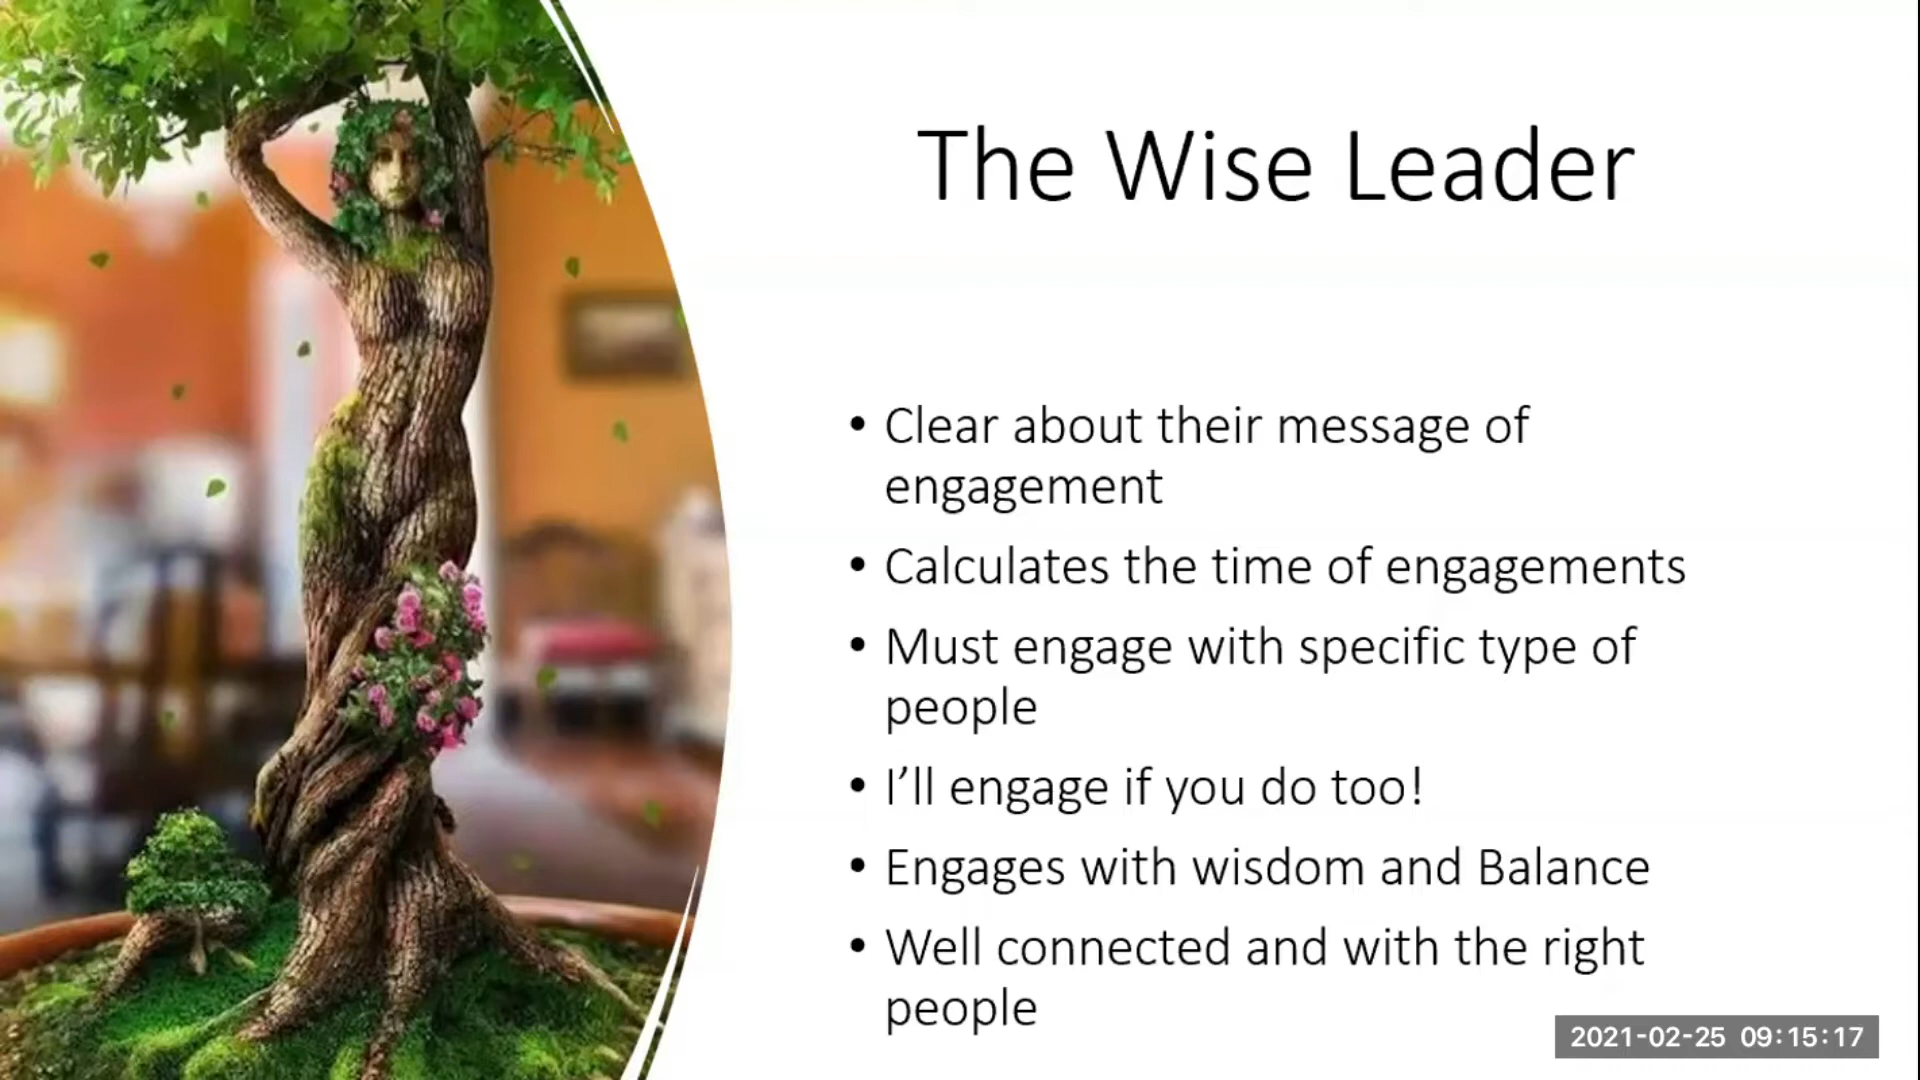 The Wise Leader
• Clear about their message of
engagement
• Calculates the time of engagements
• Must engage with specific type of
people
• I’ll engage if you do too!
• Engages with wisdom and Balance
• Well connected and with the right
people
2021-02-25 09:15:17